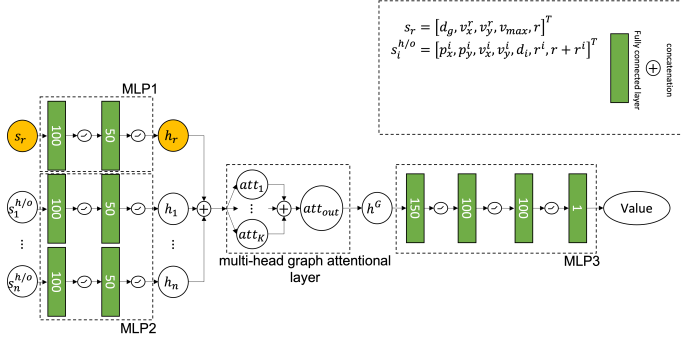 s_r = [d_g, v_x^r, v_y^r, v_max, r]^T
s_i^{h/o} = [p_x^i, p_y^i, v_x^i, v_y^i, d_i, r^i, r + r^i]^T
Fully connected layer
concatenation
MLP1
s_r
100
50
h_r
s_1^{h/o}
100
50
h_1
⋮
⋮
s_n^{h/o}
100
50
h_n
MLP2
+
att_1
⋯
⋮
⋯
att_K
+
att_out
multi-head graph attentional
layer
h^G
150
100
100
1
MLP3
Value